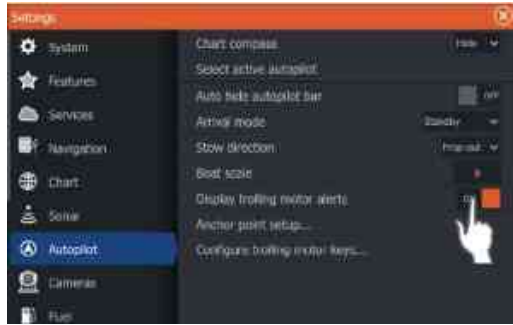 Settings
System
Features
Services
Navigation
Chart
Sonar
Autopilot
Cameras
Fuel
Chart compass
Hide
Select active autopilot
Auto hide autopilot bar
OFF
Arrival mode
Standby
Stow direction
Prop out
Boat scale
Display trolling motor alerts
Anchor point setup...
Configure trolling motor keys...